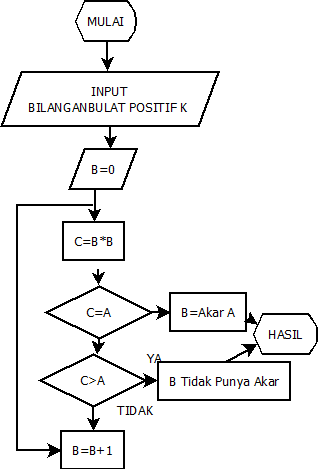 MULAI
INPUT
BILANGANBULAT POSITIF K
B=0
C=B*B
C=A
B=Akar A
HASIL
YA
C>A
B Tidak Punya Akar
TIDAK
B=B+1